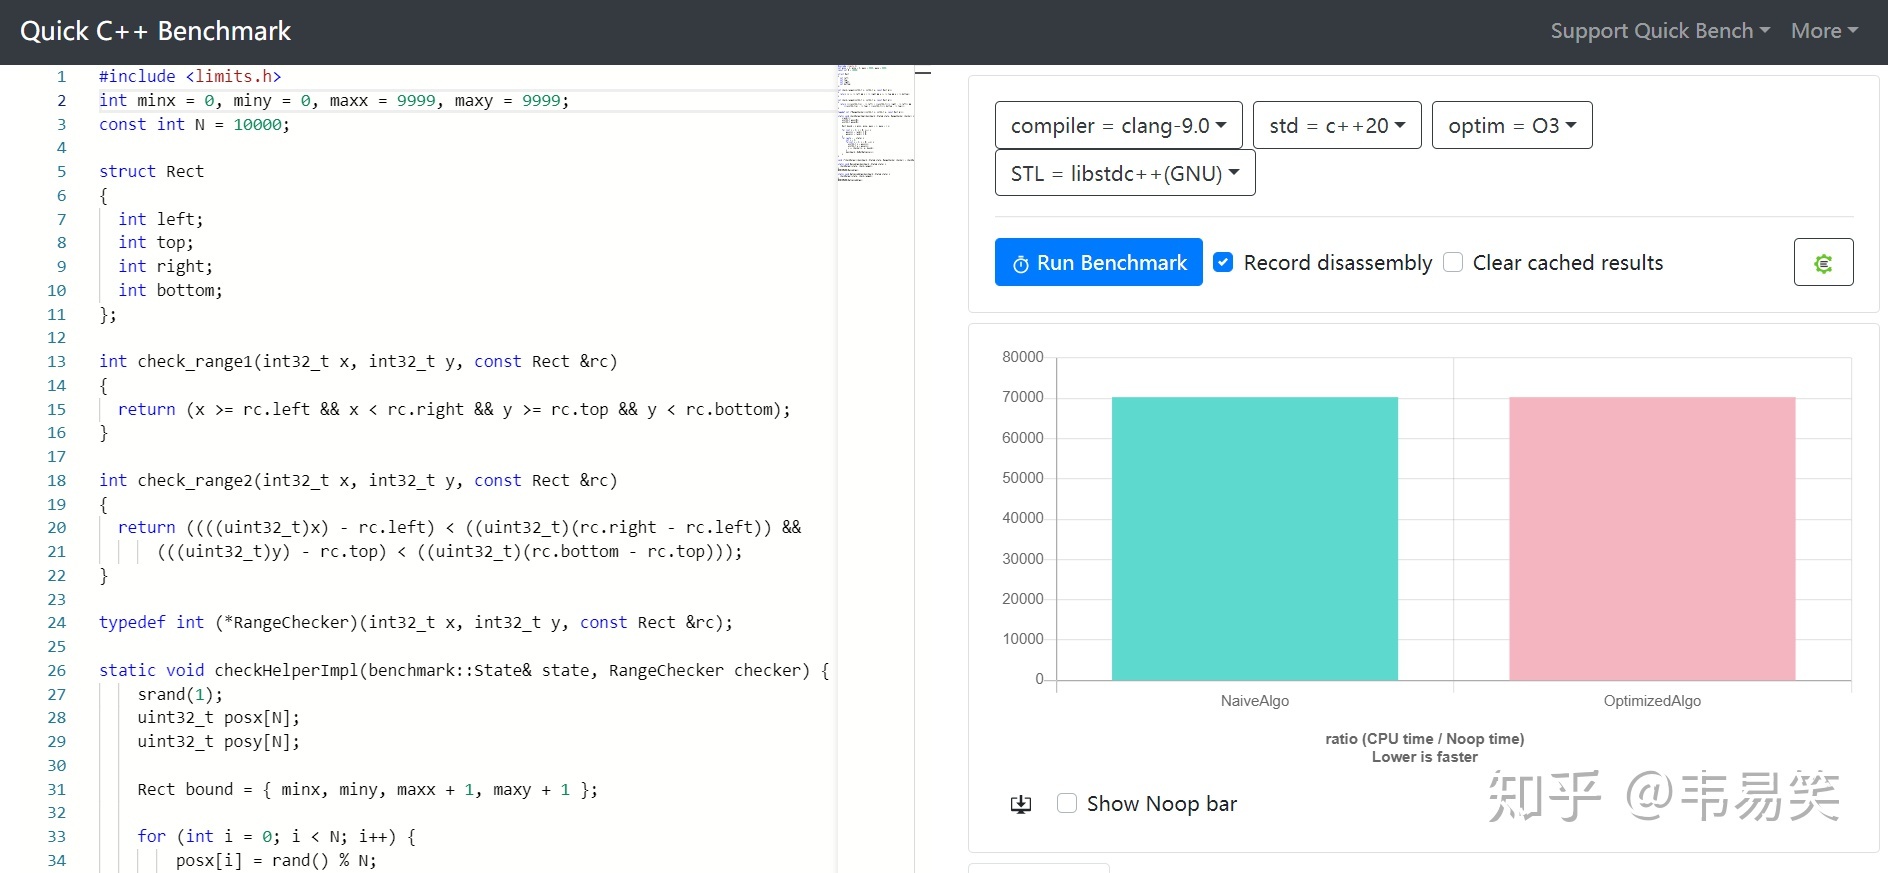 Quick C++ Benchmark
Support Quick Bench
More
1 #include <limits.h>
2 int minx = 0, miny = 0, maxx = 9999, maxy = 9999;
3 const int N = 10000;
4
5 struct Rect
6 {
7 int left;
8 int top;
9 int right;
10 int bottom;
11 };
12
13 int check_range1(int32_t x, int32_t y, const Rect &rc)
14 {
15 return (x >= rc.left && x < rc.right && y >= rc.top && y < rc.bottom);
16 }
17
18 int check_range2(int32_t x, int32_t y, const Rect &rc)
19 {
20 return ((((uint32_t)x) - rc.left) < ((uint32_t)(rc.right - rc.left)) &&
21 (((uint32_t)y) - rc.top) < ((uint32_t)(rc.bottom - rc.top)));
22 }
23
24 typedef int (*RangeChecker)(int32_t x, int32_t y, const Rect &rc);
25
26 static void checkHelperImpl(benchmark::State& state, RangeChecker checker) {
27 srand(1);
28 uint32_t posx[N];
29 uint32_t posy[N];
30
31 Rect bound = { minx, miny, maxx + 1, maxy + 1 };
32
33 for (int i = 0; i < N; i++) {
34 posx[i] = rand() % N;
compiler = clang-9.0
std = c++20
optim = O3
STL = libstdc++(GNU)
Run Benchmark
Record disassembly
Clear cached results
80000
70000
60000
50000
40000
30000
20000
10000
0
NaiveAlgo
OptimizedAlgo
ratio (CPU time / Noop time)
Lower is faster
Show Noop bar
知乎 @韦易笑